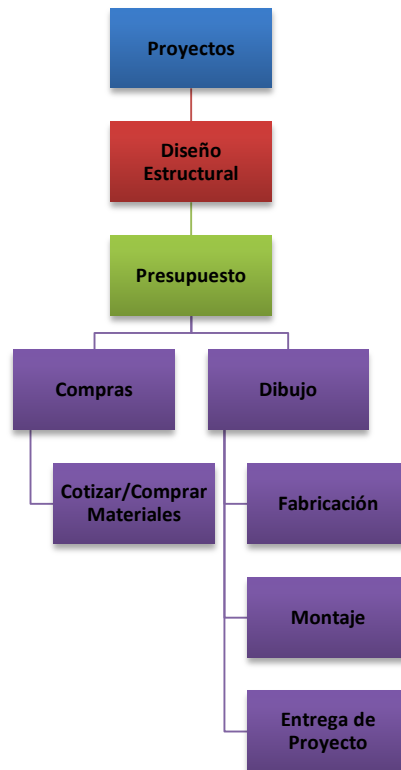 Proyectos
Diseño
Estructural
Presupuesto
Compras
Dibujo
Cotizar/Comprar
Materiales
Fabricación
Montaje
Entrega de
Proyecto